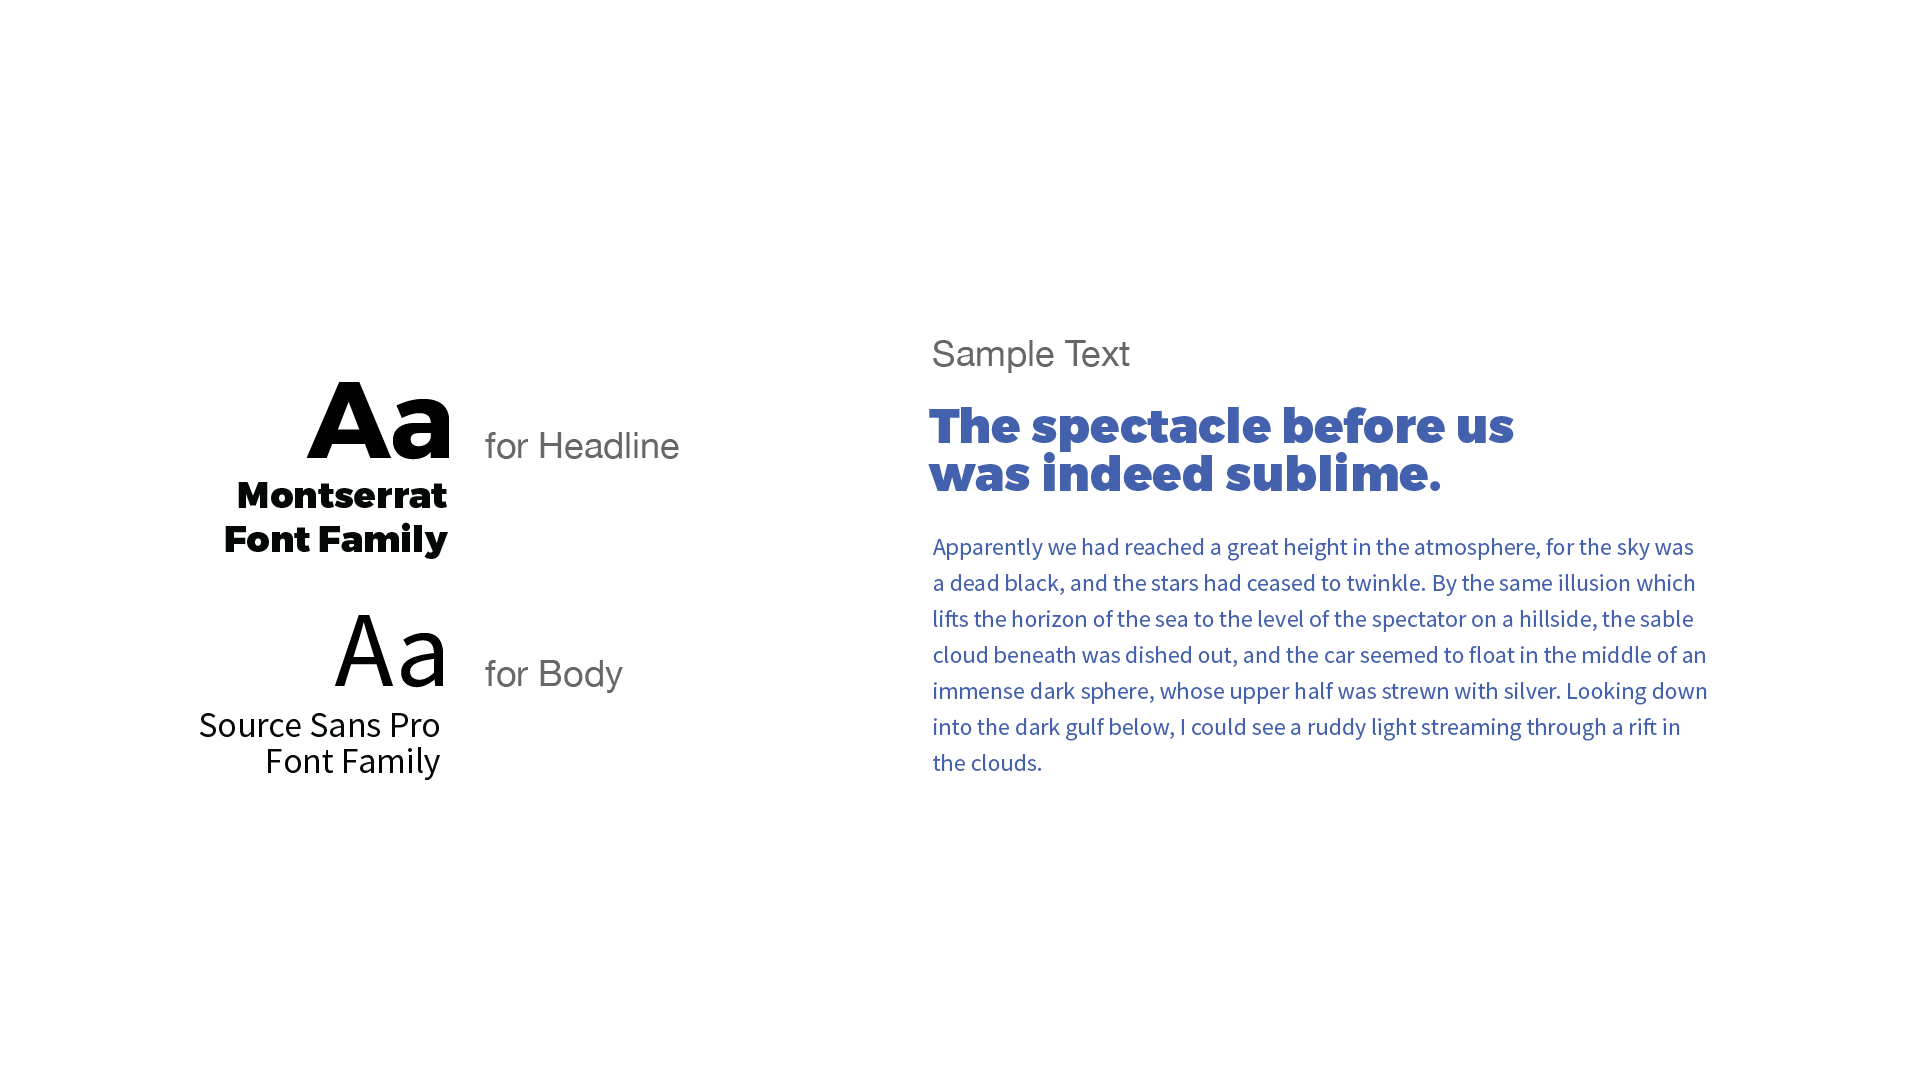 Aa for Headline
Montserrat
Font Family
Aa for Body
Source Sans Pro
Font Family
Sample Text
The spectacle before us
was indeed sublime.
Apparently we had reached a great height in the atmosphere, for the sky was
a dead black, and the stars had ceased to twinkle. By the same illusion which
lifts the horizon of the sea to the level of the spectator on a hillside, the sable
cloud beneath was dished out, and the car seemed to float in the middle of an
immense dark sphere, whose upper half was strewn with silver. Looking down
into the dark gulf below, I could see a ruddy light streaming through a rift in
the clouds.